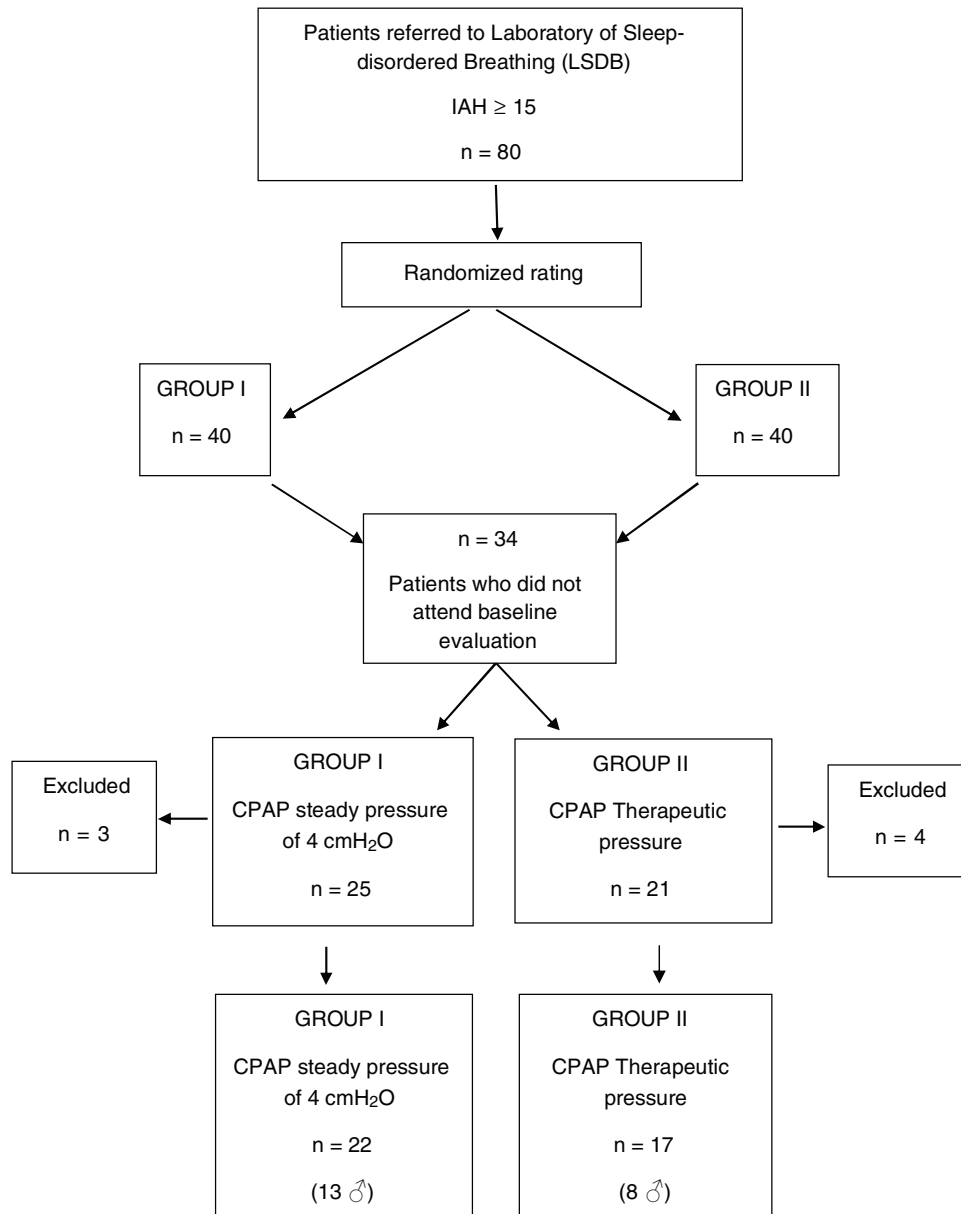 Patients referred to Laboratory of Sleep-
disordered Breathing (LSDB)
IAH ≥ 15
n = 80
Randomized rating
GROUP I
n = 40
GROUP II
n = 40
n = 34
Patients who did not
attend baseline
evaluation
Excluded
n = 3
GROUP I
CPAP steady pressure
of 4 cmH₂O
n = 25
GROUP II
CPAP Therapeutic
pressure
n = 21
Excluded
n = 4
GROUP I
CPAP steady pressure
of 4 cmH₂O
n = 22
(13 ♂)
GROUP II
CPAP Therapeutic
pressure
n = 17
(8 ♂)